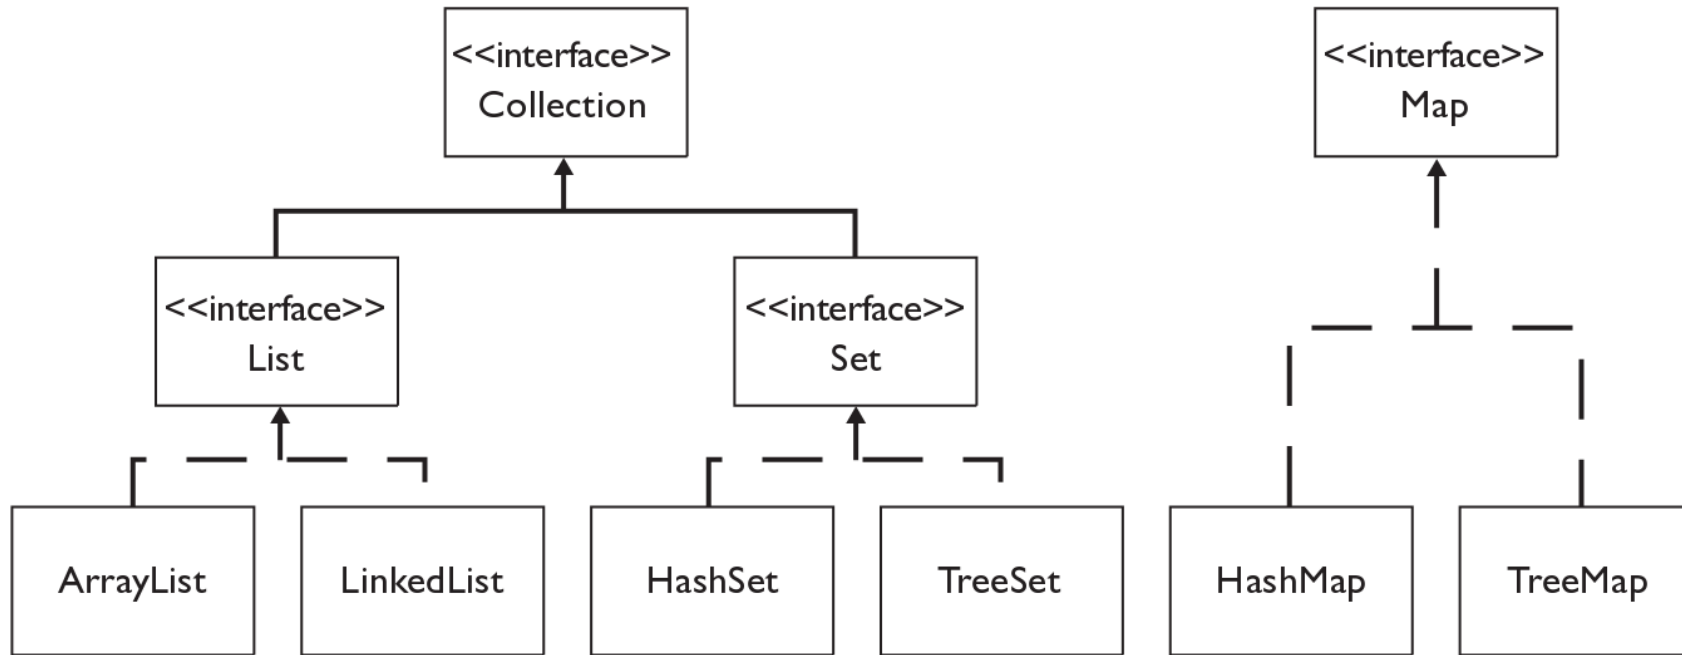 <<interface>>
Collection
<<interface>>
Map
<<interface>>
List
<<interface>>
Set
ArrayList
LinkedList
HashSet
TreeSet
HashMap
TreeMap